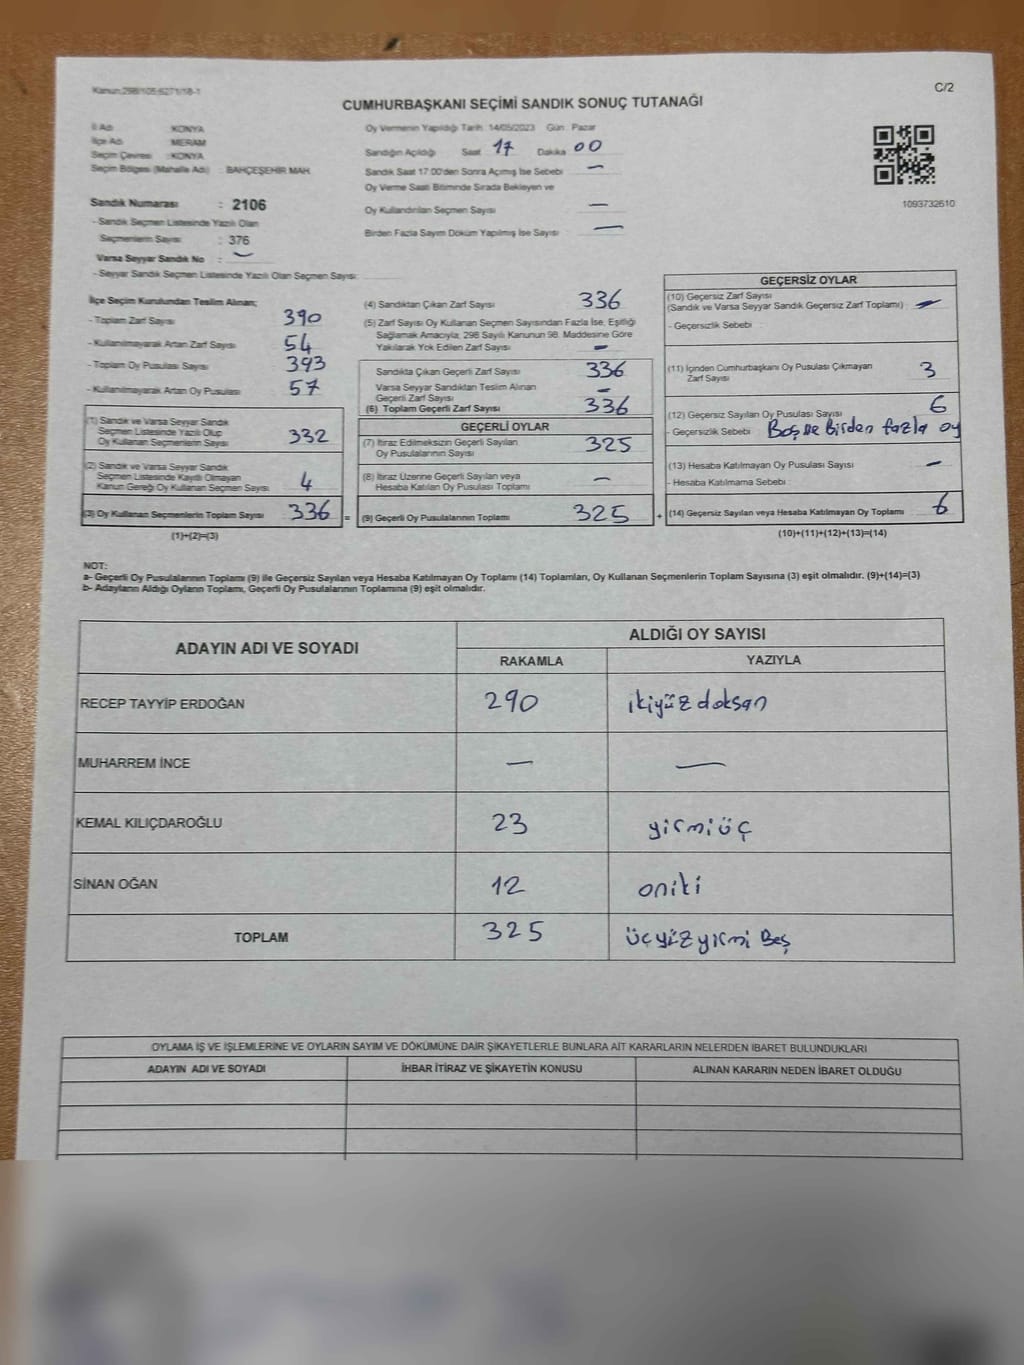 Kanun:298/105-6271/18-1
C/2
CUMHURBAŞKANI SEÇİMİ SANDIK SONUÇ TUTANAĞI
İl Adı KONYA
İlçe Adı MERAM
Seçim Çevresi : KONYA
Seçim Bölgesi (Mahalle Adı) : BAHÇEŞEHİR MAH.
Sandık Numarası : 2106
- Sandık Seçmen Listesinde Yazılı Olan
Seçmenlerin Sayısı : 376
Varsa Seyyar Sandık No : —
- Seyyar Sandık Seçmen Listesinde Yazılı Olan Seçmen Sayısı:
Oy Vermenin Yapıldığı Tarih: 14/05/2023 Gün : Pazar
Sandığın Açıldığı Saat 17 Dakika 00
Sandık Saat 17.00'den Sonra Açılmış İse Sebebi —
Oy Verme Saati Bitiminde Sırada Bekleyen ve
Oy Kullandırılan Seçmen Sayısı —
Birden Fazla Sayım Döküm Yapılmış İse Sayısı —
1093732610
İlçe Seçim Kurulundan Teslim Alınan;
- Toplam Zarf Sayısı 390
- Kullanılmayarak Artan Zarf Sayısı 54
- Toplam Oy Pusulası Sayısı 393
- Kullanılmayarak Artan Oy Pusulası 57
(1) Sandık ve Varsa Seyyar Sandık
Seçmen Listesinde Yazılı Olup
Oy Kullanan Seçmenlerin Sayısı 332
(2) Sandık ve Varsa Seyyar Sandık
Seçmen Listesinde Kayıtlı Olmayan
Kanun Gereği Oy Kullanan Seçmen Sayısı 4
(3) Oy Kullanan Seçmenlerin Toplam Sayısı 336 =
(1)+(2)=(3)
(4) Sandıktan Çıkan Zarf Sayısı 336
(5) Zarf Sayısı Oy Kullanan Seçmen Sayısından Fazla İse, Eşitliği
Sağlamak Amacıyla, 298 Sayılı Kanunun 98. Maddesine Göre
Yakılarak Yok Edilen Zarf Sayısı —
Sandıkta Çıkan Geçerli Zarf Sayısı 336
Varsa Seyyar Sandıktan Teslim Alınan
Geçerli Zarf Sayısı —
(6) Toplam Geçerli Zarf Sayısı 336
GEÇERLİ OYLAR
(7) İtiraz Edilmeksizin Geçerli Sayılan
Oy Pusulalarının Sayısı 325
(8) İtiraz Üzerine Geçerli Sayılan veya
Hesaba Katılan Oy Pusulası Toplamı —
(9) Geçerli Oy Pusulalarının Toplamı 325 +
GEÇERSİZ OYLAR
(10) Geçersiz Zarf Sayısı
(Sandık ve Varsa Seyyar Sandık Geçersiz Zarf Toplamı) : —
- Geçersizlik Sebebi
(11) İçinden Cumhurbaşkanı Oy Pusulası Çıkmayan
Zarf Sayısı 3
(12) Geçersiz Sayılan Oy Pusulası Sayısı 6
- Geçersizlik Sebebi Boş ve Birden fazla oy
(13) Hesaba Katılmayan Oy Pusulası Sayısı —
- Hesaba Katılmama Sebebi
(14) Geçersiz Sayılan veya Hesaba Katılmayan Oy Toplamı 6
(10)+(11)+(12)+(13)=(14)
NOT:
a- Geçerli Oy Pusulalarının Toplamı (9) ile Geçersiz Sayılan veya Hesaba Katılmayan Oy Toplamı (14) Toplamları, Oy Kullanan Seçmenlerin Toplam Sayısına (3) eşit olmalıdır. (9)+(14)=(3)
b- Adayların Aldığı Oyların Toplamı, Geçerli Oy Pusulalarının Toplamına (9) eşit olmalıdır.
ADAYIN ADI VE SOYADI ALDIĞI OY SAYISI
RAKAMLA YAZIYLA
RECEP TAYYİP ERDOĞAN 290 ikiyüz doksan
MUHARREM İNCE — —
KEMAL KILIÇDAROĞLU 23 yirmi üç
SİNAN OĞAN 12 oniki
TOPLAM 325 üçyüz yirmi Beş
OYLAMA İŞ VE İŞLEMLERİNE VE OYLARIN SAYIM VE DÖKÜMÜNE DAİR ŞİKAYETLERLE BUNLARA AİT KARARLARIN NELERDEN İBARET BULUNDUKLARI
ADAYIN ADI VE SOYADI İHBAR İTİRAZ VE ŞİKAYETİN KONUSU ALINAN KARARIN NEDEN İBARET OLDUĞU